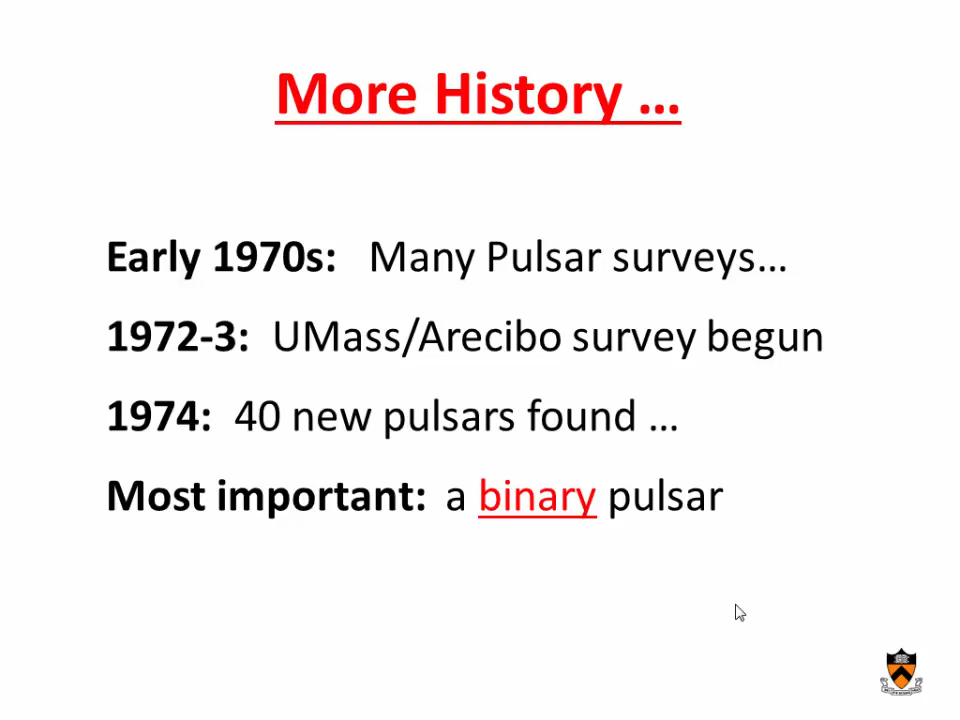 More History …
Early 1970s: Many Pulsar surveys…
1972-3: UMass/Arecibo survey begun
1974: 40 new pulsars found …
Most important: a binary pulsar